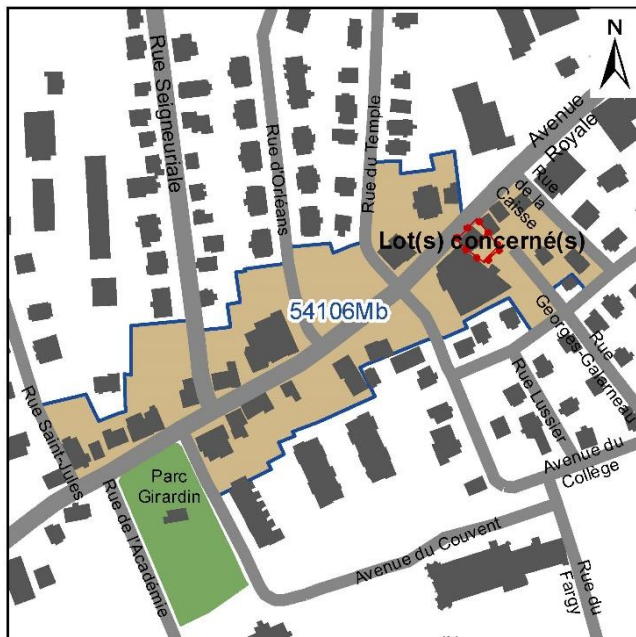 N
Rue Seigneuriale
Rue d'Orléans
Rue du Temple
Avenue
Royale
Rue
de la
Caisse
Lot(s) concerné(s)
54106Mb
Rue
Georges-Galarneau
Rue Lussier
Avenue du
Collège
Rue Saint-Jules
Parc
Girardin
Rue de l'Académie
Avenue du Couvent
Rue du
Fargy